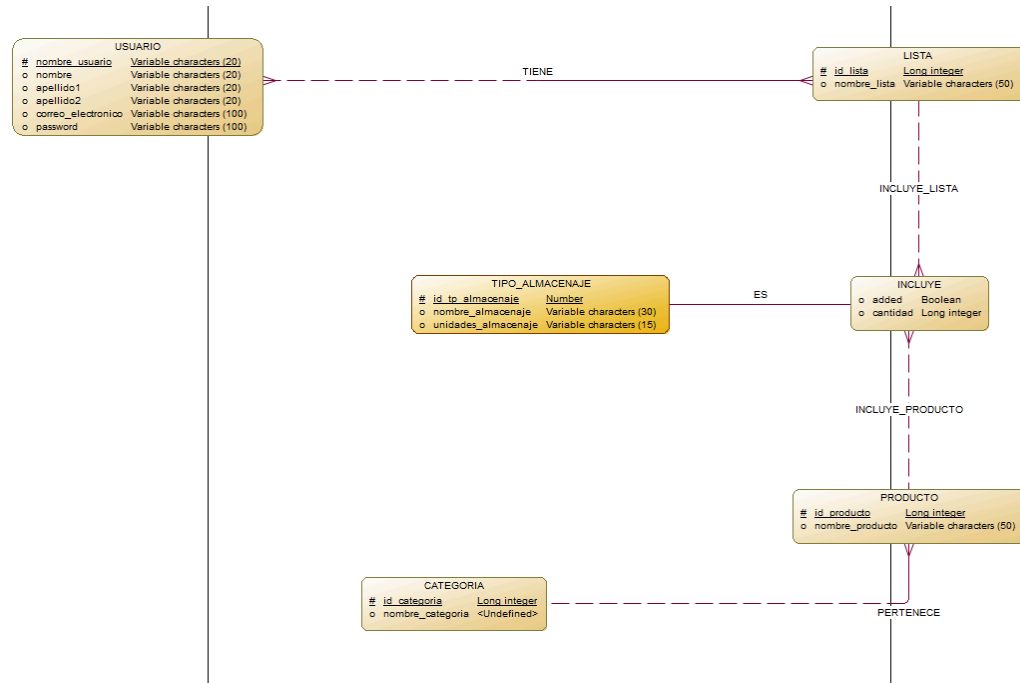 USUARIO
# nombre_usuario Variable characters (20)
o nombre Variable characters (20)
o apellido1 Variable characters (20)
o apellido2 Variable characters (20)
o correo_electronico Variable characters (100)
o password Variable characters (100)
TIENE
LISTA
# id_lista Long integer
o nombre_lista Variable characters (50)
INCLUYE_LISTA
TIPO_ALMACENAJE
# id_tp_almacenaje Number
o nombre_almacenaje Variable characters (30)
o unidades_almacenaje Variable characters (15)
ES
INCLUYE
o added Boolean
o cantidad Long integer
INCLUYE_PRODUCTO
PRODUCTO
# id_producto Long integer
o nombre_producto Variable characters (50)
CATEGORIA
# id_categoria Long integer
o nombre_categoria <Undefined>
PERTENECE